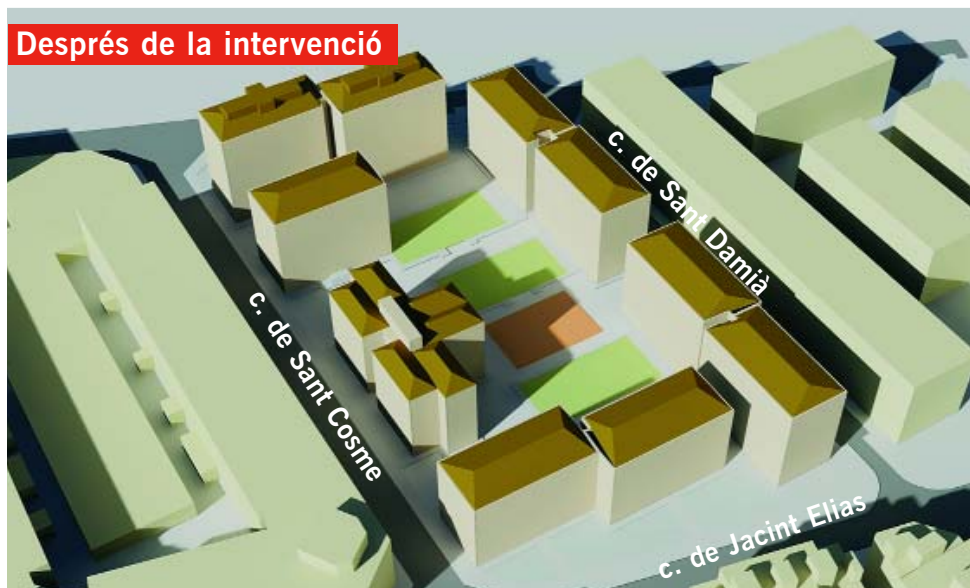 Després de la intervenció
c. de Sant Damià
c. de Sant Cosme
c. de Jacint Elias